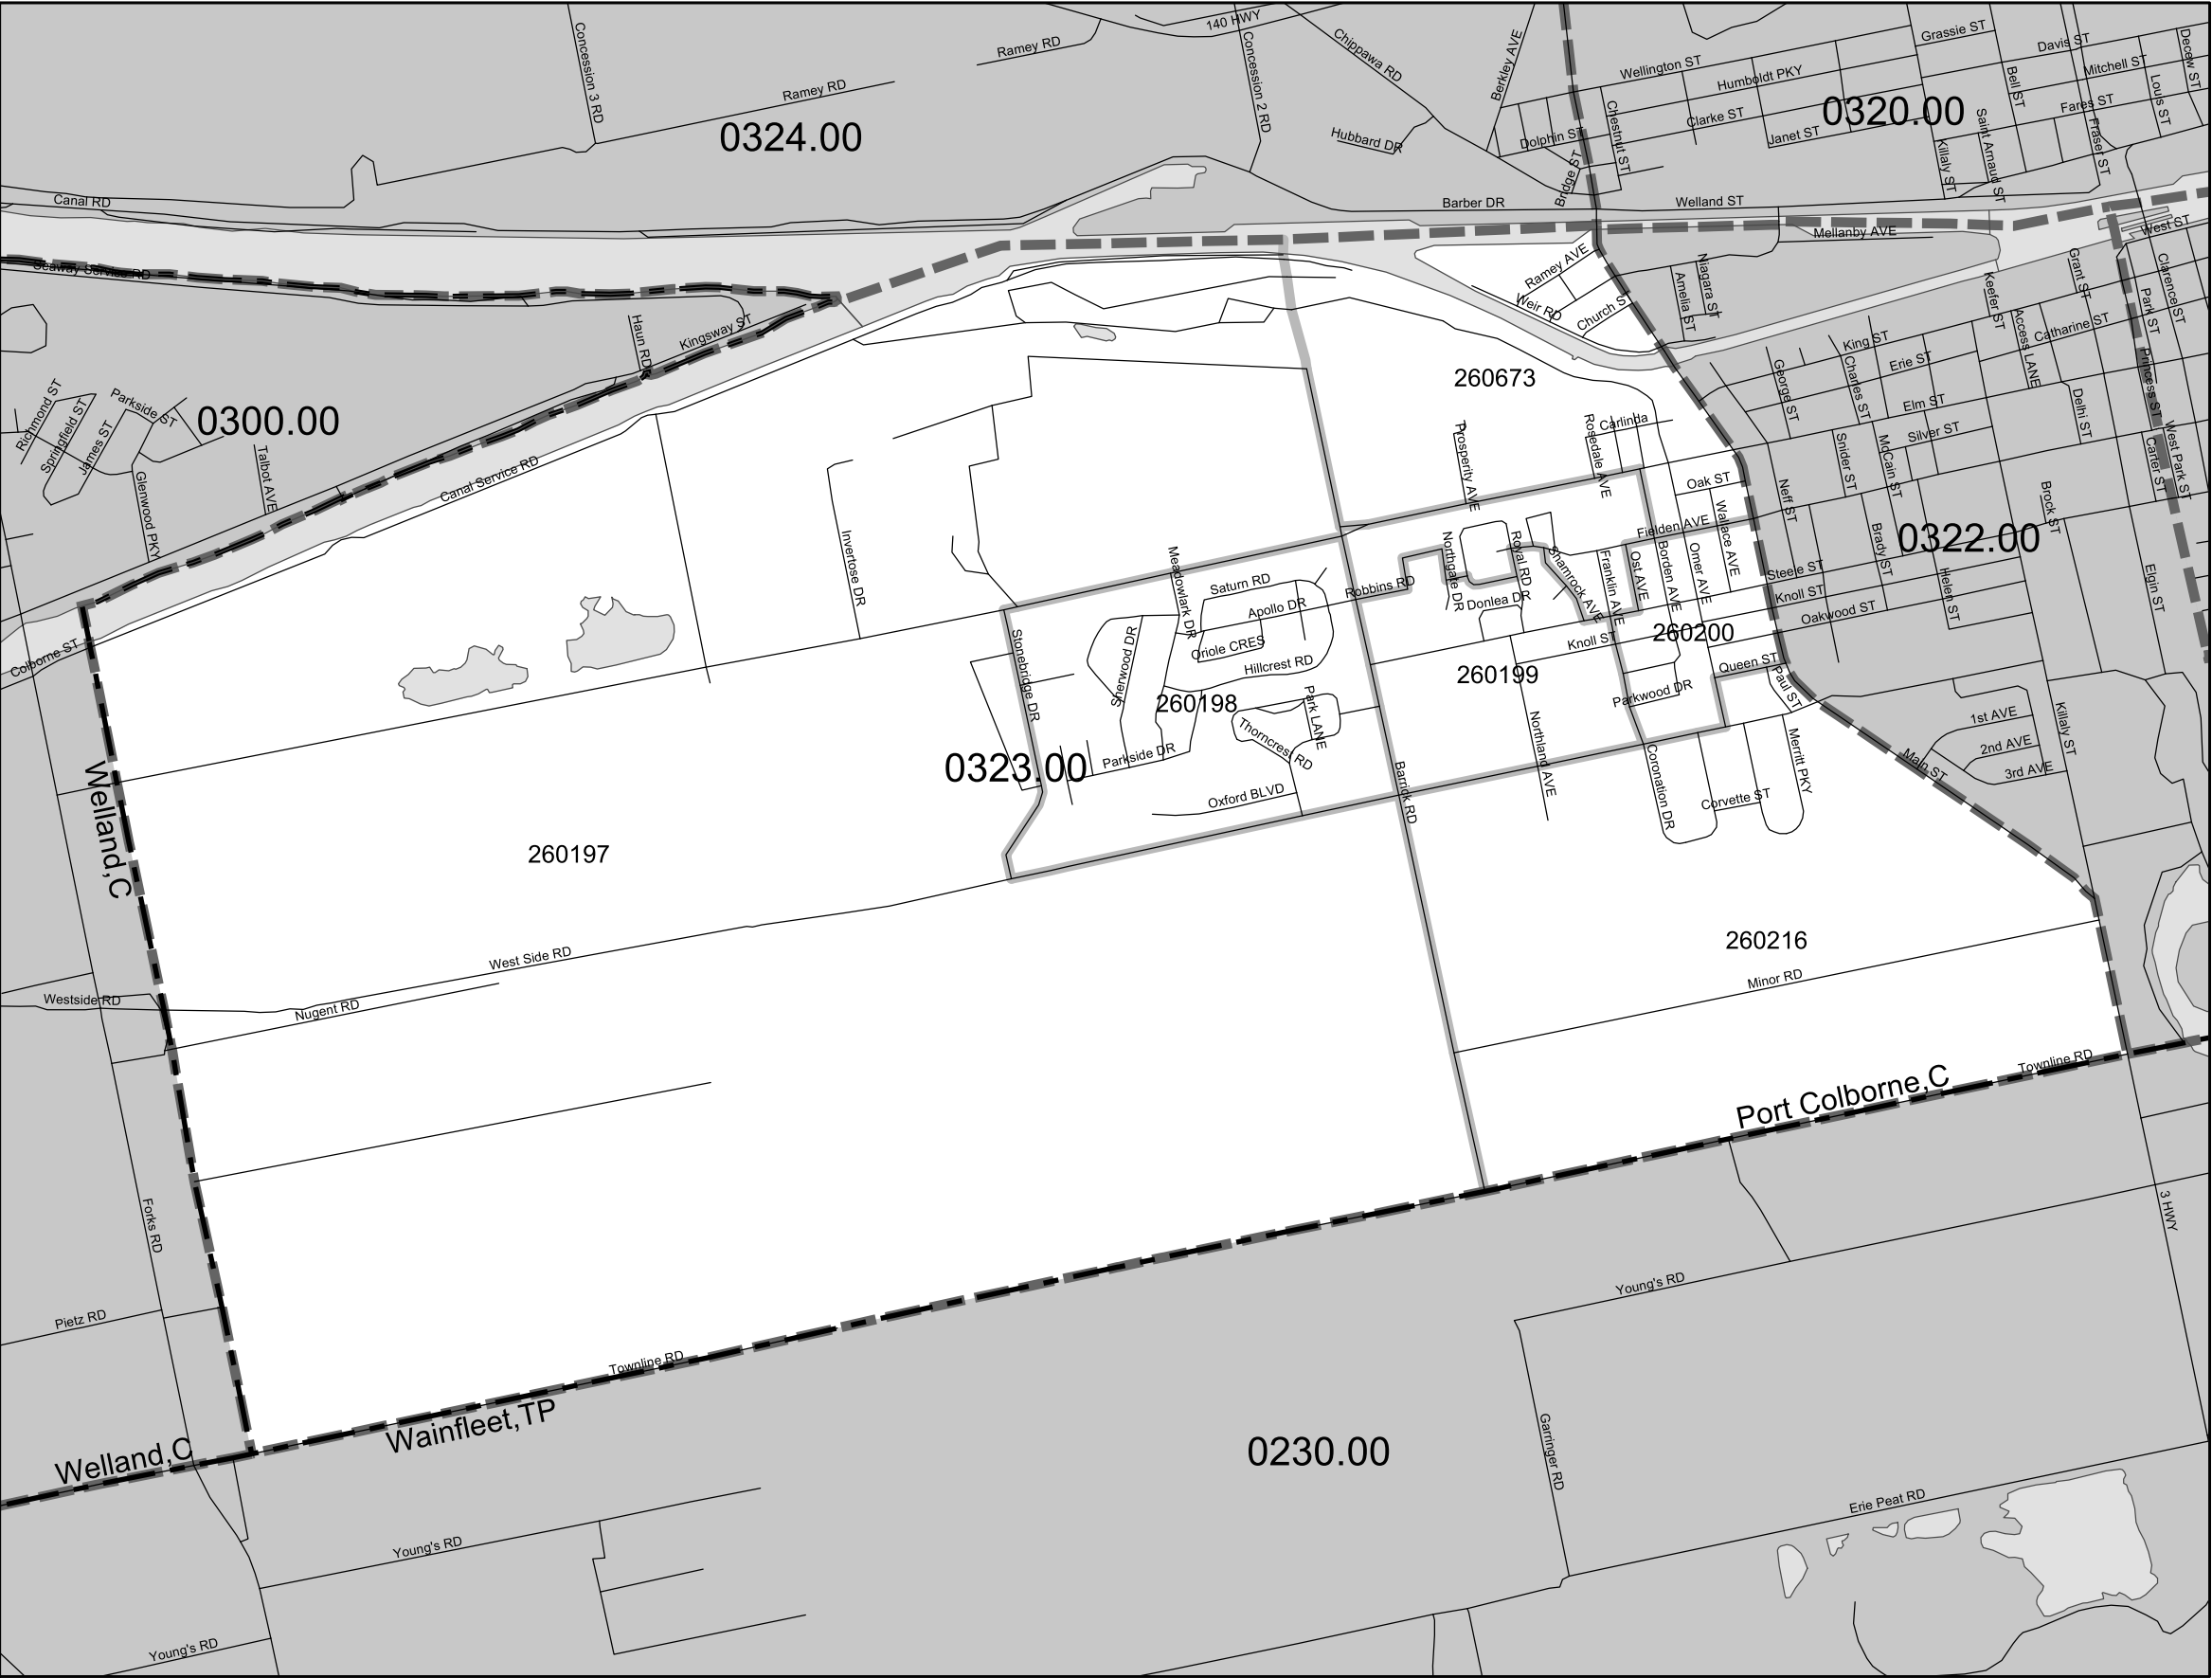 140 HWY
Grassie ST
Concession 3 RD
Ramey RD
Concession 2 RD
Chippawa RD
Berkley AVE
Davis ST
Decew ST
Wellington ST
Humboldt PKY
Mitchell ST
Bell ST
Louis ST
Ramey RD
0324.00
0320.00
Fares ST
Chestnut ST
Clarke ST
Janet ST
Hubbard DR
Dolphin ST
Killaly ST
Saint Arnaud ST
Fraser ST
Bridge ST
Canal RD
Barber DR
Welland ST
Mellanby AVE
West ST
Seaway Service RD
Ramey AVE
Weir RD
Church S
Niagara ST
Amelia ST
Keefer ST
Grant ST
Clarence ST
Park ST
Haun RD
Kingsway ST
King ST
Erie ST
Access LANE
Catharine ST
Princess ST
260673
George ST
Charles ST
Elm ST
Silver ST
Delhi ST
Richmond ST
Springfield ST
James ST
Parkside ST
0300.00
Talbot AVE
Glenwood PKY
Canal Service RD
Prosperity AVE
Rosedale AVE
Carlinda
Oak ST
Wallace AVE
Neff ST
Snider ST
McCain ST
Carter ST
West Park ST
Brock ST
0322.00
Invertose DR
Meadowlark DR
Saturn RD
Apollo DR
Robbins RD
Northgate DR
Royal RD
Donlea DR
Shamrock AVE
Franklin AVE
Ost AVE
Fielden AVE
Borden AVE
Omer AVE
Steele ST
Brady ST
Helen ST
Elgin ST
Knoll ST
Oakwood ST
Colborne ST
Stonebridge DR
Sherwood DR
Oriole CRES
Hillcrest RD
260198
Knoll ST
260199
260200
Queen ST
Paul ST
Parkwood DR
Park LANE
Thorncrest RD
Parkside DR
Oxford BLVD
0323.00
Barrick RD
Northland AVE
Coronation DR
Corvette ST
Merritt PKY
1st AVE
2nd AVE
3rd AVE
Main ST
Killaly ST
Welland,C
260197
260216
West Side RD
Westside RD
Nugent RD
Minor RD
Townline RD
Port Colborne,C
Forks RD
3 HWY
Pietz RD
Young's RD
Townline RD
Wainfleet,TP
Welland,C
0230.00
Garringer RD
Erie Peat RD
Young's RD
Young's RD